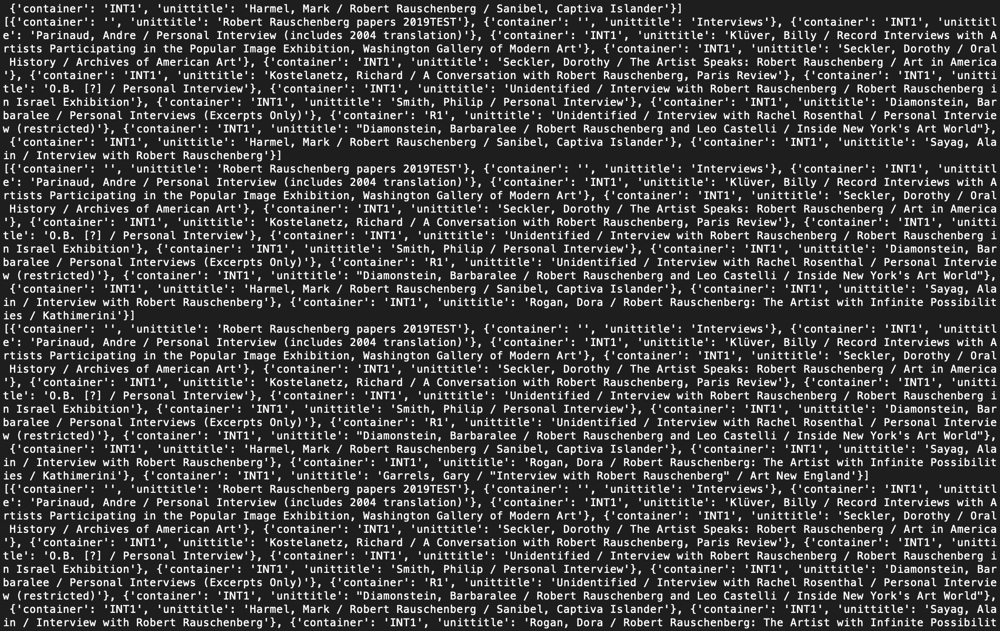 {'container': 'INT1', 'unittitle': 'Harmel, Mark / Robert Rauschenberg / Sanibel, Captiva Islander'}]
[{'container': '', 'unittitle': 'Robert Rauschenberg papers 2019TEST'}, {'container': '', 'unittitle': 'Interviews'}, {'container': 'INT1', 'unittitl
e': 'Parinaud, Andre / Personal Interview (includes 2004 translation)'}, {'container': 'INT1', 'unittitle': 'Klüver, Billy / Record Interviews with A
rtists Participating in the Popular Image Exhibition, Washington Gallery of Modern Art'}, {'container': 'INT1', 'unittitle': 'Seckler, Dorothy / Oral
 History / Archives of American Art'}, {'container': 'INT1', 'unittitle': 'Seckler, Dorothy / The Artist Speaks: Robert Rauschenberg / Art in America
'}, {'container': 'INT1', 'unittitle': 'Kostelanetz, Richard / A Conversation with Robert Rauschenberg, Paris Review'}, {'container': 'INT1', 'unitti
tle': 'O.B. [?] / Personal Interview'}, {'container': 'INT1', 'unittitle': 'Unidentified / Interview with Robert Rauschenberg / Robert Rauschenberg i
n Israel Exhibition'}, {'container': 'INT1', 'unittitle': 'Smith, Philip / Personal Interview'}, {'container': 'INT1', 'unittitle': 'Diamonstein, Bar
baralee / Personal Interviews (Excerpts Only)'}, {'container': 'R1', 'unittitle': 'Unidentified / Interview with Rachel Rosenthal / Personal Intervie
w (restricted)'}, {'container': 'INT1', 'unittitle': "Diamonstein, Barbaralee / Robert Rauschenberg and Leo Castelli / Inside New York's Art World"},
 {'container': 'INT1', 'unittitle': 'Harmel, Mark / Robert Rauschenberg / Sanibel, Captiva Islander'}, {'container': 'INT1', 'unittitle': 'Sayag, Ala
in / Interview with Robert Rauschenberg'}]
[{'container': '', 'unittitle': 'Robert Rauschenberg papers 2019TEST'}, {'container': '', 'unittitle': 'Interviews'}, {'container': 'INT1', 'unittitl
e': 'Parinaud, Andre / Personal Interview (includes 2004 translation)'}, {'container': 'INT1', 'unittitle': 'Klüver, Billy / Record Interviews with A
rtists Participating in the Popular Image Exhibition, Washington Gallery of Modern Art'}, {'container': 'INT1', 'unittitle': 'Seckler, Dorothy / Oral
 History / Archives of American Art'}, {'container': 'INT1', 'unittitle': 'Seckler, Dorothy / The Artist Speaks: Robert Rauschenberg / Art in America
'}, {'container': 'INT1', 'unittitle': 'Kostelanetz, Richard / A Conversation with Robert Rauschenberg, Paris Review'}, {'container': 'INT1', 'unitti
tle': 'O.B. [?] / Personal Interview'}, {'container': 'INT1', 'unittitle': 'Unidentified / Interview with Robert Rauschenberg / Robert Rauschenberg i
n Israel Exhibition'}, {'container': 'INT1', 'unittitle': 'Smith, Philip / Personal Interview'}, {'container': 'INT1', 'unittitle': 'Diamonstein, Bar
baralee / Personal Interviews (Excerpts Only)'}, {'container': 'R1', 'unittitle': 'Unidentified / Interview with Rachel Rosenthal / Personal Intervie
w (restricted)'}, {'container': 'INT1', 'unittitle': "Diamonstein, Barbaralee / Robert Rauschenberg and Leo Castelli / Inside New York's Art World"},
 {'container': 'INT1', 'unittitle': 'Harmel, Mark / Robert Rauschenberg / Sanibel, Captiva Islander'}, {'container': 'INT1', 'unittitle': 'Sayag, Ala
in / Interview with Robert Rauschenberg'}, {'container': 'INT1', 'unittitle': 'Rogan, Dora / Robert Rauschenberg: The Artist with Infinite Possibilit
ies / Kathimerini'}]
[{'container': '', 'unittitle': 'Robert Rauschenberg papers 2019TEST'}, {'container': '', 'unittitle': 'Interviews'}, {'container': 'INT1', 'unittitl
e': 'Parinaud, Andre / Personal Interview (includes 2004 translation)'}, {'container': 'INT1', 'unittitle': 'Klüver, Billy / Record Interviews with A
rtists Participating in the Popular Image Exhibition, Washington Gallery of Modern Art'}, {'container': 'INT1', 'unittitle': 'Seckler, Dorothy / Oral
 History / Archives of American Art'}, {'container': 'INT1', 'unittitle': 'Seckler, Dorothy / The Artist Speaks: Robert Rauschenberg / Art in America
'}, {'container': 'INT1', 'unittitle': 'Kostelanetz, Richard / A Conversation with Robert Rauschenberg, Paris Review'}, {'container': 'INT1', 'unitti
tle': 'O.B. [?] / Personal Interview'}, {'container': 'INT1', 'unittitle': 'Unidentified / Interview with Robert Rauschenberg / Robert Rauschenberg i
n Israel Exhibition'}, {'container': 'INT1', 'unittitle': 'Smith, Philip / Personal Interview'}, {'container': 'INT1', 'unittitle': 'Diamonstein, Bar
baralee / Personal Interviews (Excerpts Only)'}, {'container': 'R1', 'unittitle': 'Unidentified / Interview with Rachel Rosenthal / Personal Intervie
w (restricted)'}, {'container': 'INT1', 'unittitle': "Diamonstein, Barbaralee / Robert Rauschenberg and Leo Castelli / Inside New York's Art World"},
 {'container': 'INT1', 'unittitle': 'Harmel, Mark / Robert Rauschenberg / Sanibel, Captiva Islander'}, {'container': 'INT1', 'unittitle': 'Sayag, Ala
in / Interview with Robert Rauschenberg'}, {'container': 'INT1', 'unittitle': 'Rogan, Dora / Robert Rauschenberg: The Artist with Infinite Possibilit
ies / Kathimerini'}, {'container': 'INT1', 'unittitle': 'Garrels, Gary / "Interview with Robert Rauschenberg" / Art New England'}]
[{'container': '', 'unittitle': 'Robert Rauschenberg papers 2019TEST'}, {'container': '', 'unittitle': 'Interviews'}, {'container': 'INT1', 'unittitl
e': 'Parinaud, Andre / Personal Interview (includes 2004 translation)'}, {'container': 'INT1', 'unittitle': 'Klüver, Billy / Record Interviews with A
rtists Participating in the Popular Image Exhibition, Washington Gallery of Modern Art'}, {'container': 'INT1', 'unittitle': 'Seckler, Dorothy / Oral
 History / Archives of American Art'}, {'container': 'INT1', 'unittitle': 'Seckler, Dorothy / The Artist Speaks: Robert Rauschenberg / Art in America
'}, {'container': 'INT1', 'unittitle': 'Kostelanetz, Richard / A Conversation with Robert Rauschenberg, Paris Review'}, {'container': 'INT1', 'unitti
tle': 'O.B. [?] / Personal Interview'}, {'container': 'INT1', 'unittitle': 'Unidentified / Interview with Robert Rauschenberg / Robert Rauschenberg i
n Israel Exhibition'}, {'container': 'INT1', 'unittitle': 'Smith, Philip / Personal Interview'}, {'container': 'INT1', 'unittitle': 'Diamonstein, Bar
baralee / Personal Interviews (Excerpts Only)'}, {'container': 'R1', 'unittitle': 'Unidentified / Interview with Rachel Rosenthal / Personal Intervie
w (restricted)'}, {'container': 'INT1', 'unittitle': "Diamonstein, Barbaralee / Robert Rauschenberg and Leo Castelli / Inside New York's Art World"},
 {'container': 'INT1', 'unittitle': 'Harmel, Mark / Robert Rauschenberg / Sanibel, Captiva Islander'}, {'container': 'INT1', 'unittitle': 'Sayag, Ala
in / Interview with Robert Rauschenberg'}, {'container': 'INT1', 'unittitle': 'Rogan, Dora / Robert Rauschenberg: The Artist with Infinite Possibilit